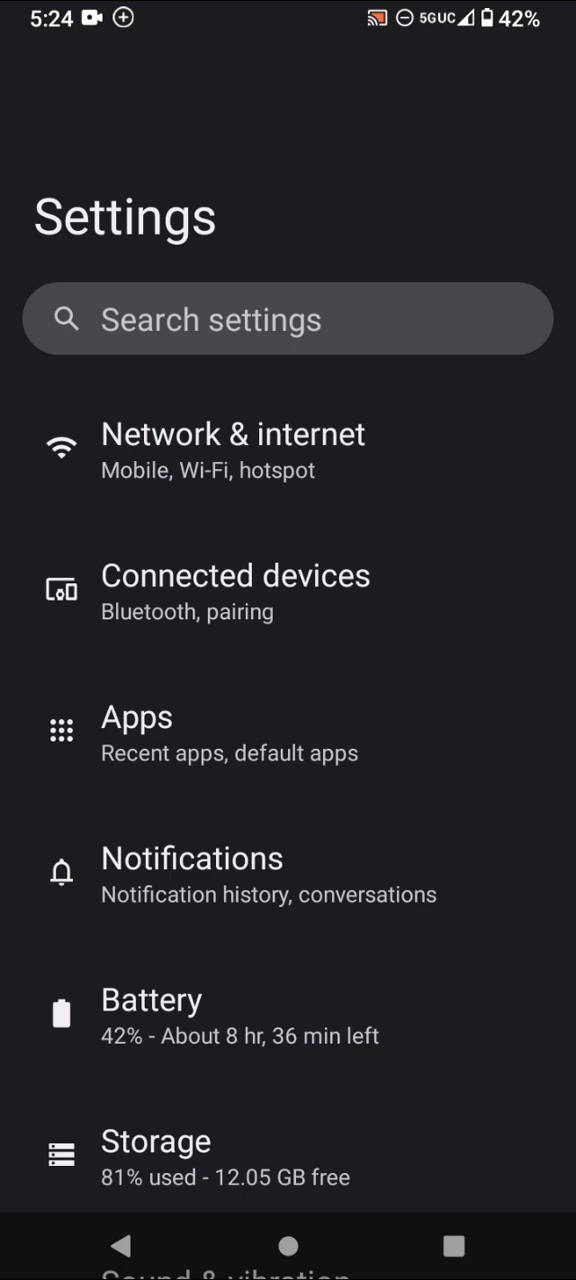 5:24 5GUC 42%
Settings
Search settings
Network & internet
Mobile, Wi-Fi, hotspot
Connected devices
Bluetooth, pairing
Apps
Recent apps, default apps
Notifications
Notification history, conversations
Battery
42% - About 8 hr, 36 min left
Storage
81% used - 12.05 GB free
Sound & vibration